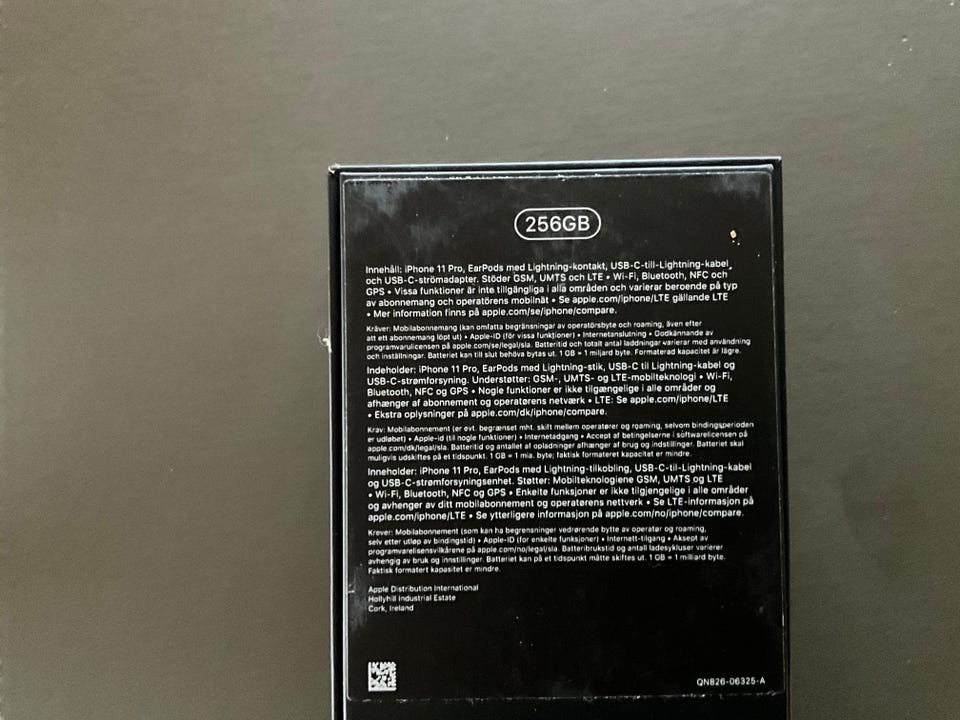 256GB
Innehåll: iPhone 11 Pro, EarPods med Lightning-kontakt, USB-C-till-Lightning-kabel
och USB-C-strömadapter. Stöder GSM, UMTS och LTE • Wi-Fi, Bluetooth, NFC och
GPS • Vissa funktioner är inte tillgängliga i alla områden och varierar beroende på typ
av abonnemang och operatörens mobilnät • Se apple.com/iphone/LTE gällande LTE
• Mer information finns på apple.com/se/iphone/compare.
Kräver: Mobilabonnemang (kan omfatta begränsningar av operatörsbyte och roaming, även efter
att ett abonnemang löpt ut) • Apple-ID (för vissa funktioner) • Internetanslutning • Godkännande av
programvarulicensen på apple.com/se/legal/sla. Batteritid och totalt antal laddningar varierar med användning
och inställningar. Batteriet kan till slut behöva bytas ut. 1 GB = 1 miljard byte. Formaterad kapacitet är lägre.
Indeholder: iPhone 11 Pro, EarPods med Lightning-stik, USB-C til Lightning-kabel og
USB-C-strømforsyning. Understøtter: GSM-, UMTS- og LTE-mobilteknologi • Wi-Fi,
Bluetooth, NFC og GPS • Nogle funktioner er ikke tilgængelige i alle områder og
afhænger af abonnement og operatørens netværk • LTE: Se apple.com/iphone/LTE
• Ekstra oplysninger på apple.com/dk/iphone/compare.
Krav: Mobilabonnement (er evt. begrænset mht. skift mellem operatører og roaming, selvom bindingsperioden
er udløbet) • Apple-id (til nogle funktioner) • Internetadgang • Accept af betingelserne i softwarelicensen på
apple.com/dk/legal/sla. Batteritid og antallet af opladninger afhænger af brug og indstillinger. Batteriet skal
muligvis udskiftes på et tidspunkt. 1 GB = 1 mia. byte; faktisk formateret kapacitet er mindre.
Inneholder: iPhone 11 Pro, EarPods med Lightning-tilkobling, USB-C-til-Lightning-kabel
og USB-C-strømforsyningsenhet. Støtter: Mobilteknologiene GSM, UMTS og LTE
• Wi-Fi, Bluetooth, NFC og GPS • Enkelte funksjoner er ikke tilgjengelige i alle områder
og avhenger av ditt mobilabonnement og operatørens nettverk • Se LTE-informasjon på
apple.com/iphone/LTE • Se ytterligere informasjon på apple.com/no/iphone/compare.
Krever: Mobilabonnement (som kan ha begrensninger vedrørende bytte av operatør og roaming,
selv etter utløp av bindingstid) • Apple-ID (for enkelte funksjoner) • Internett-tilgang • Aksept av
programvarelisensvilkårene på apple.com/no/legal/sla. Batteribrukstid og antall ladesykluser varierer
avhengig av bruk og innstillinger. Batteriet kan på et tidspunkt måtte skiftes ut. 1 GB = 1 milliard byte.
Faktisk formatert kapasitet er mindre.
Apple Distribution International
Hollyhill Industrial Estate
Cork, Ireland
QN826-06325-A